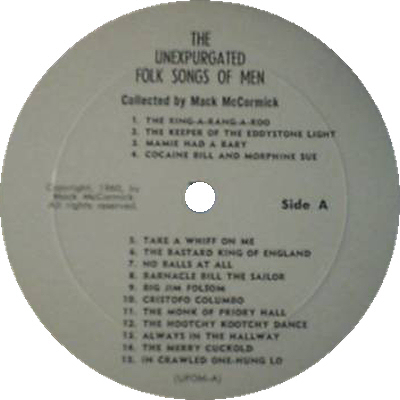 THE
UNEXPURGATED
FOLK SONGS OF MEN
Collected by Mack McCormick
1. THE RING-A-RANG-A-ROO
2. THE KEEPER OF THE EDDYSTONE LIGHT
3. MAMIE HAD A BABY
4. COCAINE BILL AND MORPHINE SUE
Copyright, 1960, by
Mack McCormick
All rights reserved.
Side A
5. TAKE A WHIFF ON ME
6. THE BASTARD KING OF ENGLAND
7. NO BALLS AT ALL
8. BARNACLE BILL THE SAILOR
9. BIG JIM FOLSOM
10. CRISTOFO COLUMBO
11. THE MONK OF PRIORY HALL
12. THE HOOTCHY KOOTCHY DANCE
13. ALWAYS IN THE HALLWAY
14. THE MERRY CUCKOLD
15. IN CRAWLED ONE-HUNG LO
(UFOM-A)